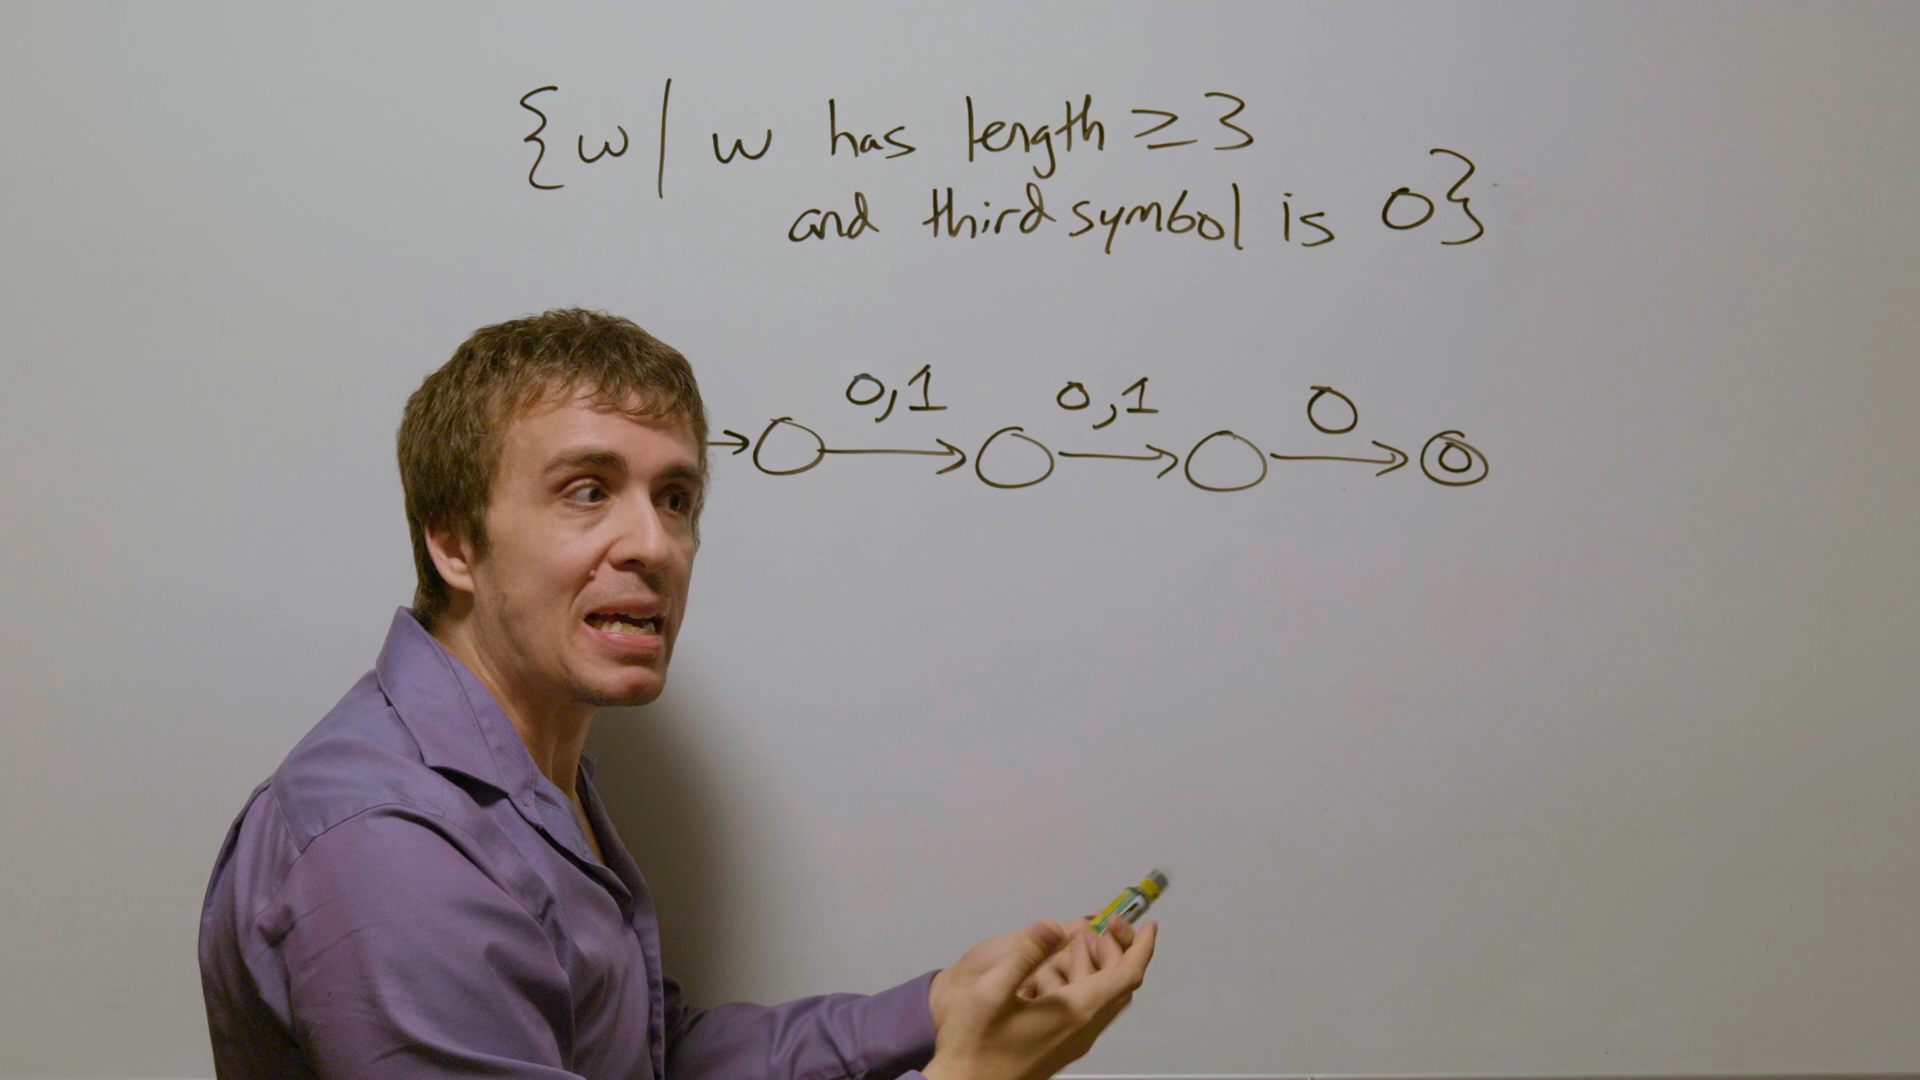 {w | w has length ≥ 3
and third symbol is 0}
0,1 0,1 0